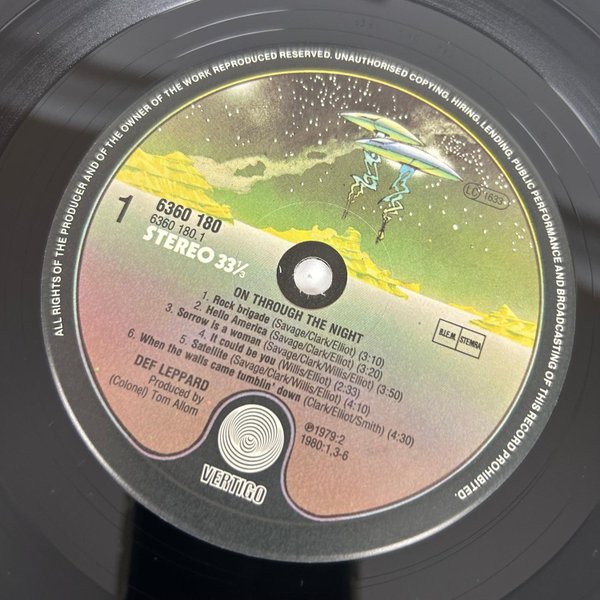 ALL RIGHTS OF THE PRODUCER AND OF THE OWNER OF THE WORK REPRODUCED RESERVED. UNAUTHORISED COPYING, HIRING, LENDING, PUBLIC PERFORMANCE AND BROADCASTING OF THIS RECORD PROHIBITED.
LC 1633
1
6360 180
6360 180.1
STEREO 33⅓
B.I.E.M. STEMRA
ON THROUGH THE NIGHT
1. Rock brigade (Savage/Clark/Elliot) (3:10)
2. Hello America (Savage/Clark/Elliot) (3:20)
3. Sorrow is a woman (Savage/Clark/Willis/Elliot) (3:50)
4. It could be you (Willis/Elliot) (2:33)
5. Satellite (Savage/Clark/Willis/Elliot) (4:10)
6. When the walls came tumblin' down (Clark/Elliot/Smith) (4:30)
DEF LEPPARD
Produced by
(Colonel) Tom Allom
℗1979:2
1980:1.3-6
VERTIGO